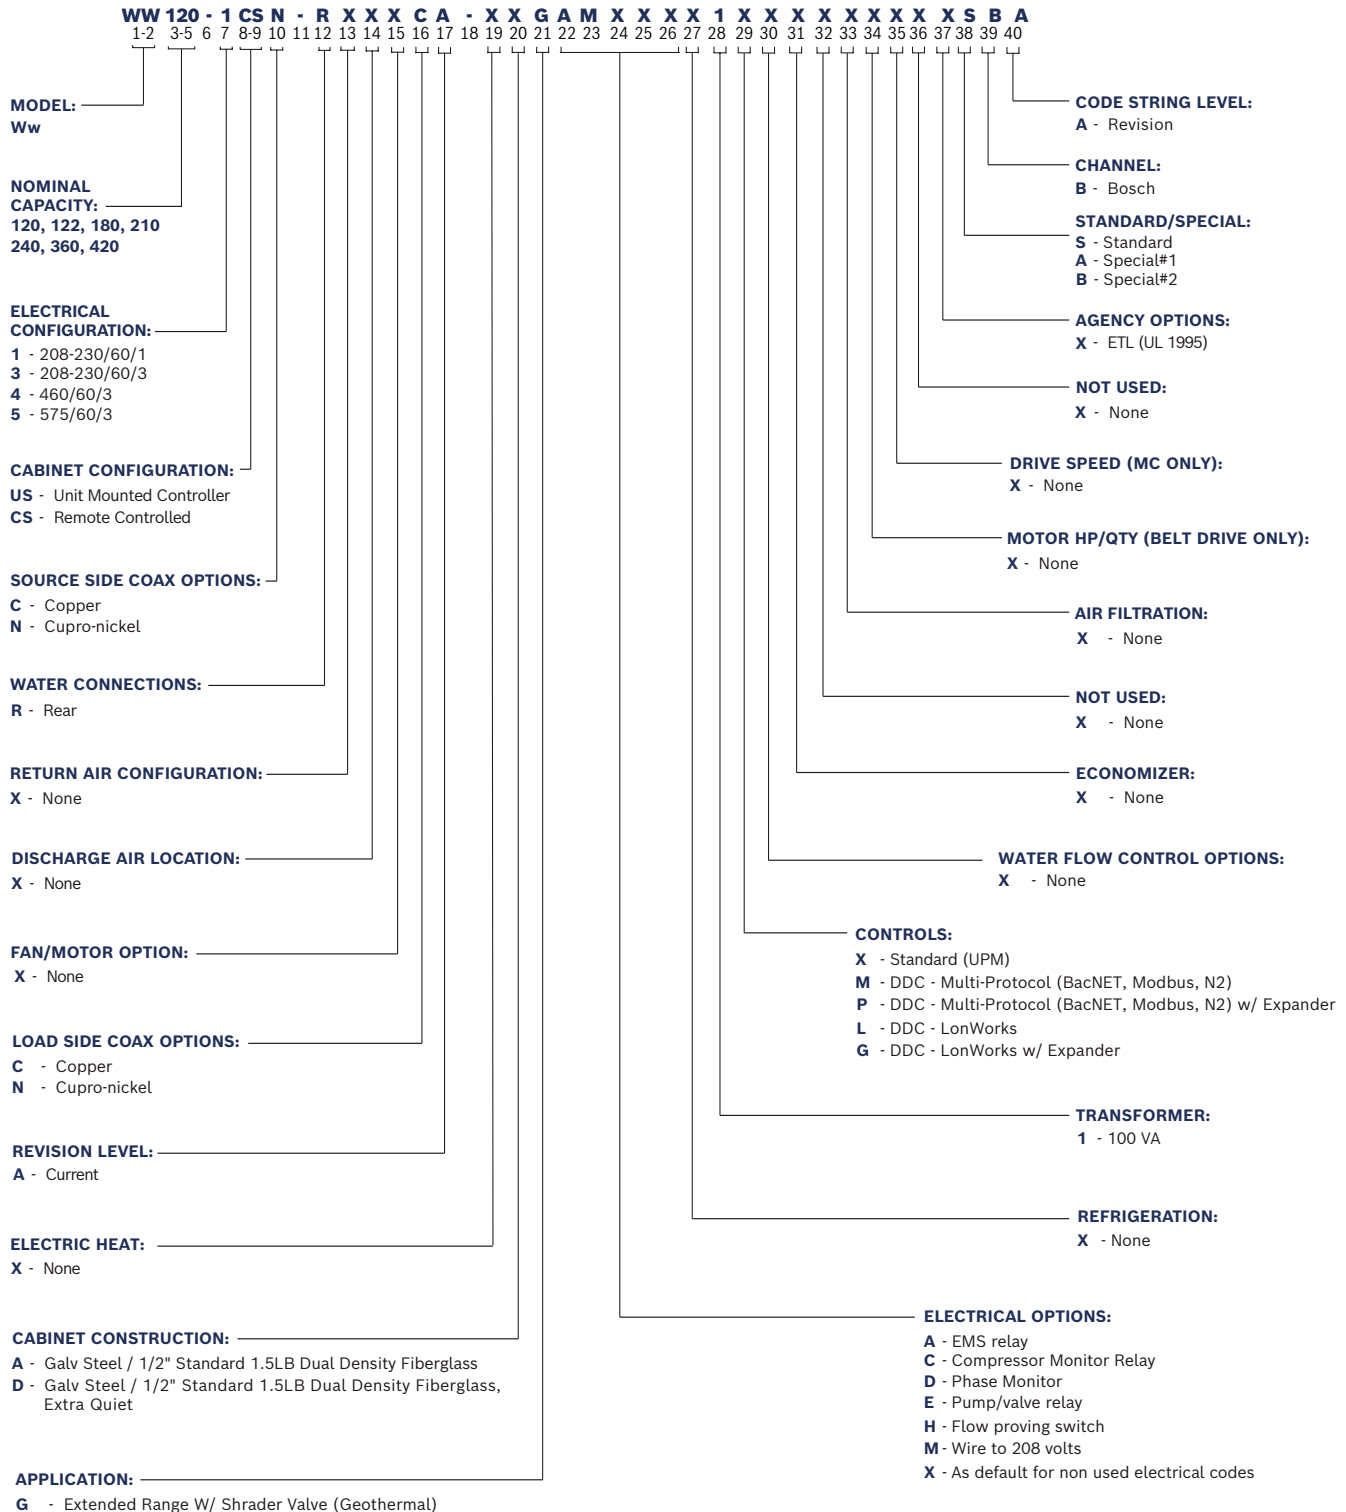 WW 120 - 1 CS N - R X X X C A - X X G A M X X X X 1 X X X X X X X X X S B A
1-2 3-5 6 7 8-9 10 11 12 13 14 15 16 17 18 19 20 21 22 23 24 25 26 27 28 29 30 31 32 33 34 35 36 37 38 39 40
MODEL:
Ww
NOMINAL
CAPACITY:
120, 122, 180, 210
240, 360, 420
ELECTRICAL
CONFIGURATION:
1 - 208-230/60/1
3 - 208-230/60/3
4 - 460/60/3
5 - 575/60/3
CABINET CONFIGURATION:
US - Unit Mounted Controller
CS - Remote Controlled
SOURCE SIDE COAX OPTIONS:
C - Copper
N - Cupro-nickel
WATER CONNECTIONS:
R - Rear
RETURN AIR CONFIGURATION:
X - None
DISCHARGE AIR LOCATION:
X - None
FAN/MOTOR OPTION:
X - None
LOAD SIDE COAX OPTIONS:
C - Copper
N - Cupro-nickel
REVISION LEVEL:
A - Current
ELECTRIC HEAT:
X - None
CABINET CONSTRUCTION:
A - Galv Steel / 1/2" Standard 1.5LB Dual Density Fiberglass
D - Galv Steel / 1/2" Standard 1.5LB Dual Density Fiberglass,
Extra Quiet
APPLICATION:
G - Extended Range W/ Shrader Valve (Geothermal)
CODE STRING LEVEL:
A - Revision
CHANNEL:
B - Bosch
STANDARD/SPECIAL:
S - Standard
A - Special#1
B - Special#2
AGENCY OPTIONS:
X - ETL (UL 1995)
NOT USED:
X - None
DRIVE SPEED (MC ONLY):
X - None
MOTOR HP/QTY (BELT DRIVE ONLY):
X - None
AIR FILTRATION:
X - None
NOT USED:
X - None
ECONOMIZER:
X - None
WATER FLOW CONTROL OPTIONS:
X - None
CONTROLS:
X - Standard (UPM)
M - DDC - Multi-Protocol (BacNET, Modbus, N2)
P - DDC - Multi-Protocol (BacNET, Modbus, N2) w/ Expander
L - DDC - LonWorks
G - DDC - LonWorks w/ Expander
TRANSFORMER:
1 - 100 VA
REFRIGERATION:
X - None
ELECTRICAL OPTIONS:
A - EMS relay
C - Compressor Monitor Relay
D - Phase Monitor
E - Pump/valve relay
H - Flow proving switch
M - Wire to 208 volts
X - As default for non used electrical codes